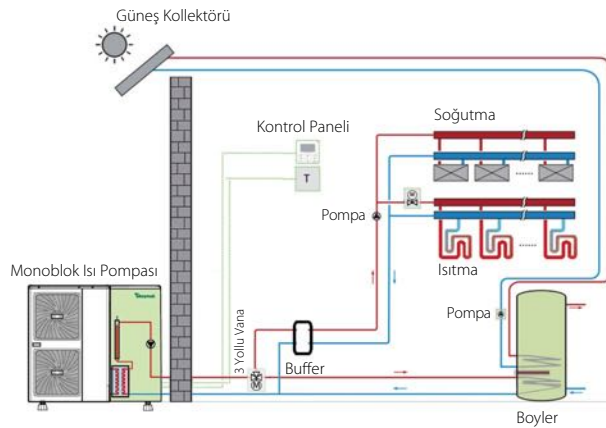 Güneş Kollektörü
Soğutma
Kontrol Paneli
T
M
Pompa
Isıtma
Monoblok Isı Pompası
Pompa
3 Yollu Vana
Buffer
M
Boyler